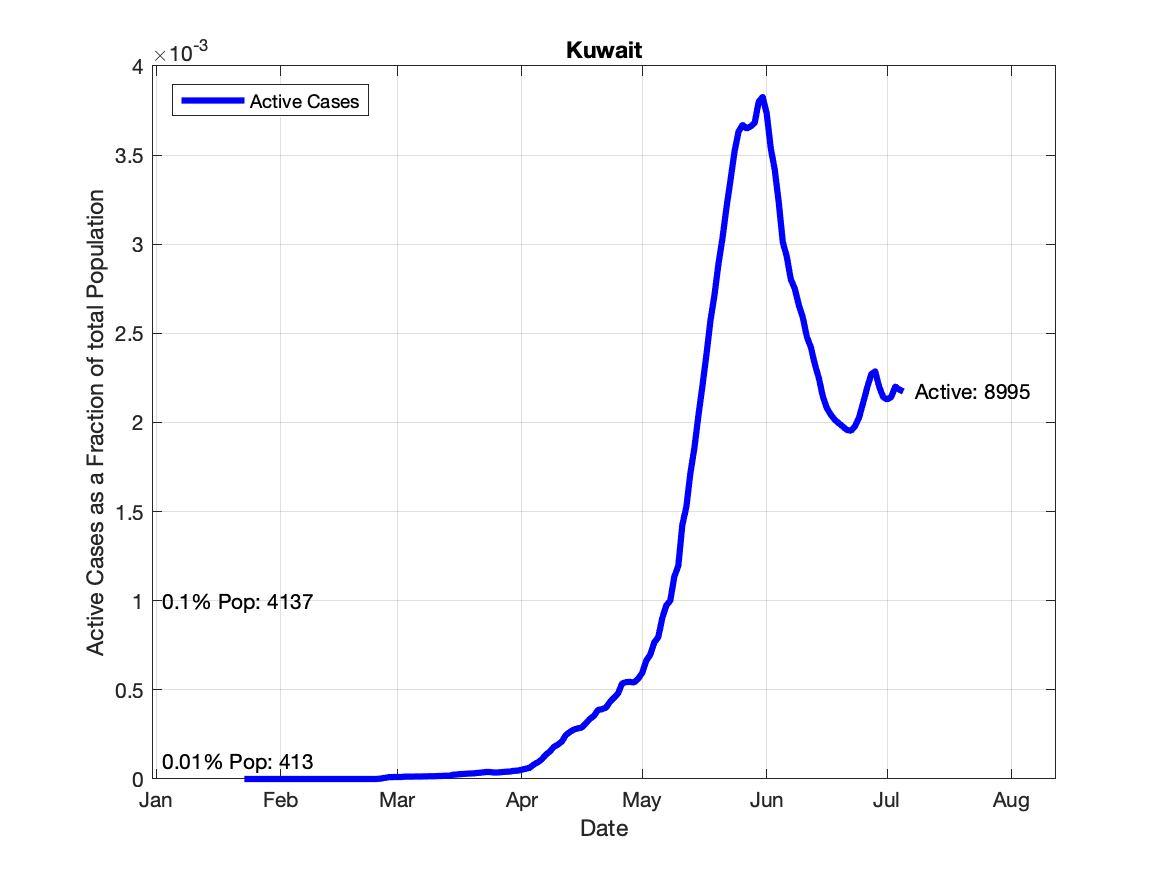 Kuwait
×10-3
4
3.5
3
2.5
2
1.5
1
0.5
0
Active Cases
Active Cases as a Fraction of total Population
Active: 8995
0.1% Pop: 4137
0.01% Pop: 413
Jan Feb Mar Apr May Jun Jul Aug
Date